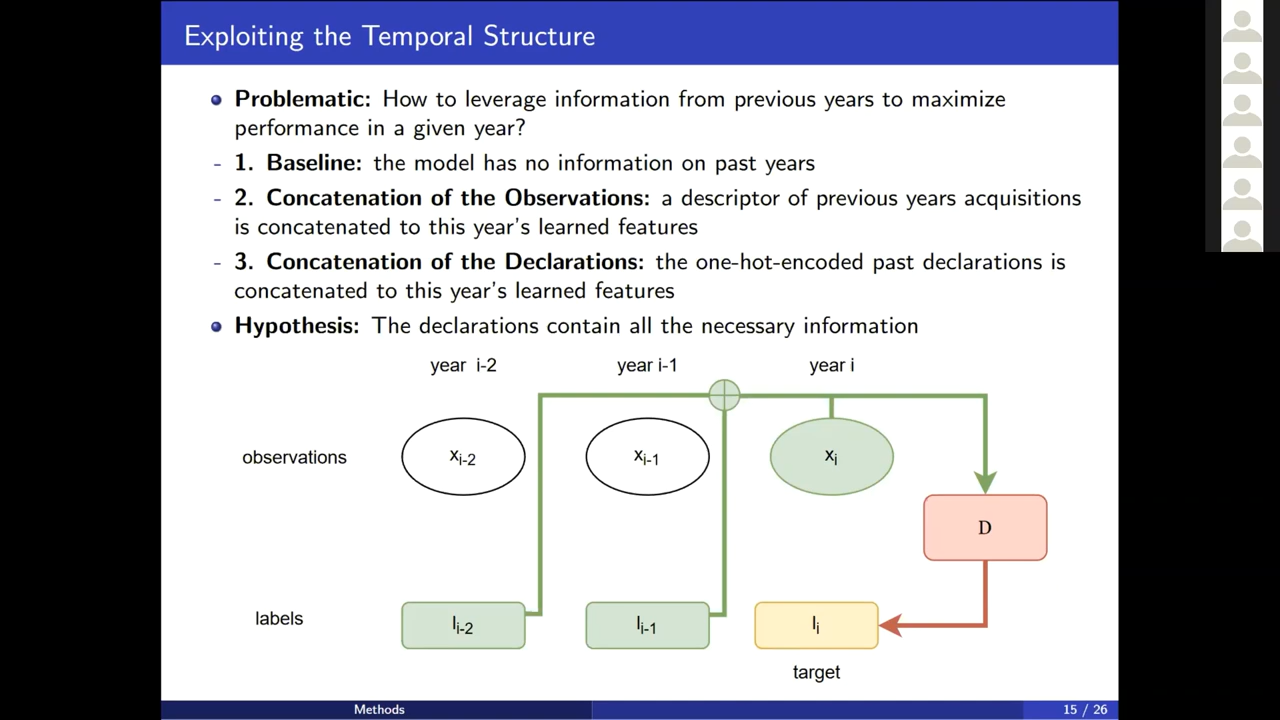 Exploiting the Temporal Structure
Problematic: How to leverage information from previous years to maximize
performance in a given year?
- 1. Baseline: the model has no information on past years
- 2. Concatenation of the Observations: a descriptor of previous years acquisitions
is concatenated to this year's learned features
- 3. Concatenation of the Declarations: the one-hot-encoded past declarations is
concatenated to this year's learned features
Hypothesis: The declarations contain all the necessary information
year i-2 year i-1 year i
observations xi-2 xi-1 xi
D
labels li-2 li-1 li
target
Methods 15 / 26